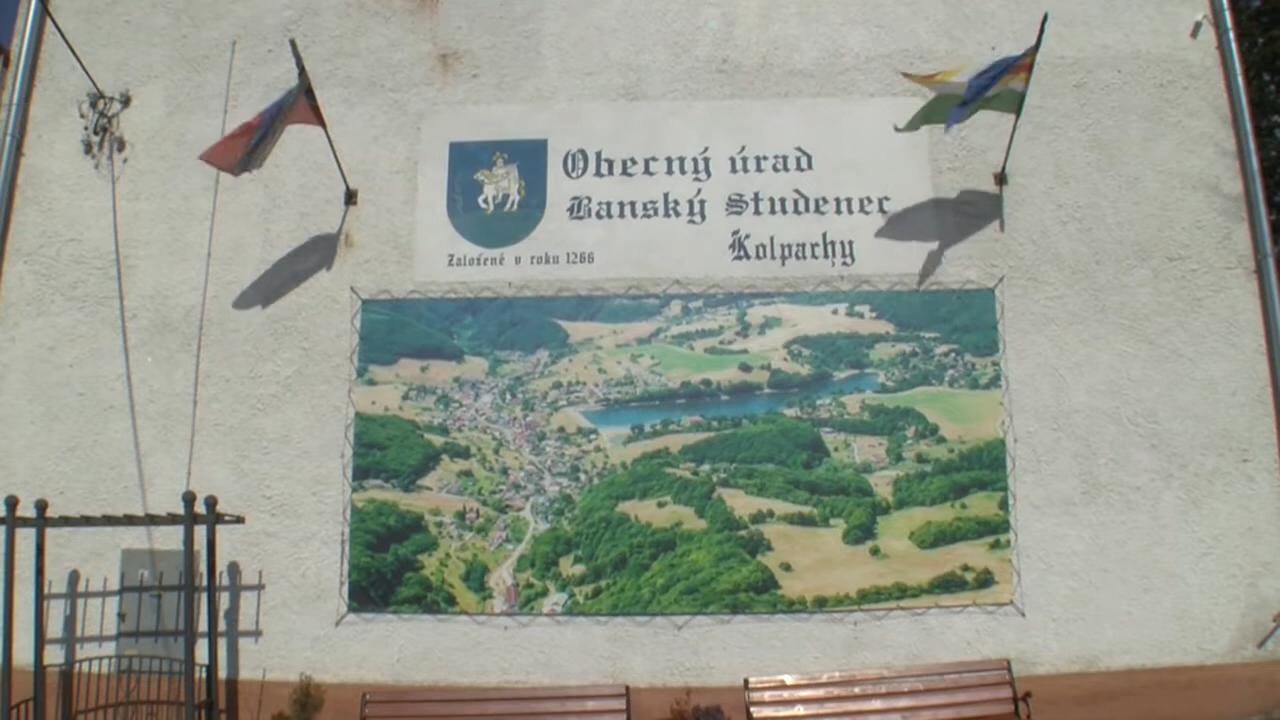 Obecný úrad
Banský Studenec
Kolpachy
Založené v roku 1266